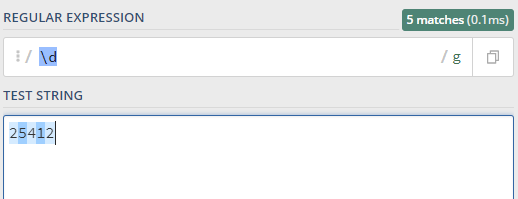 REGULAR EXPRESSION 5 matches (0.1ms)
/ \d / g
TEST STRING
25412